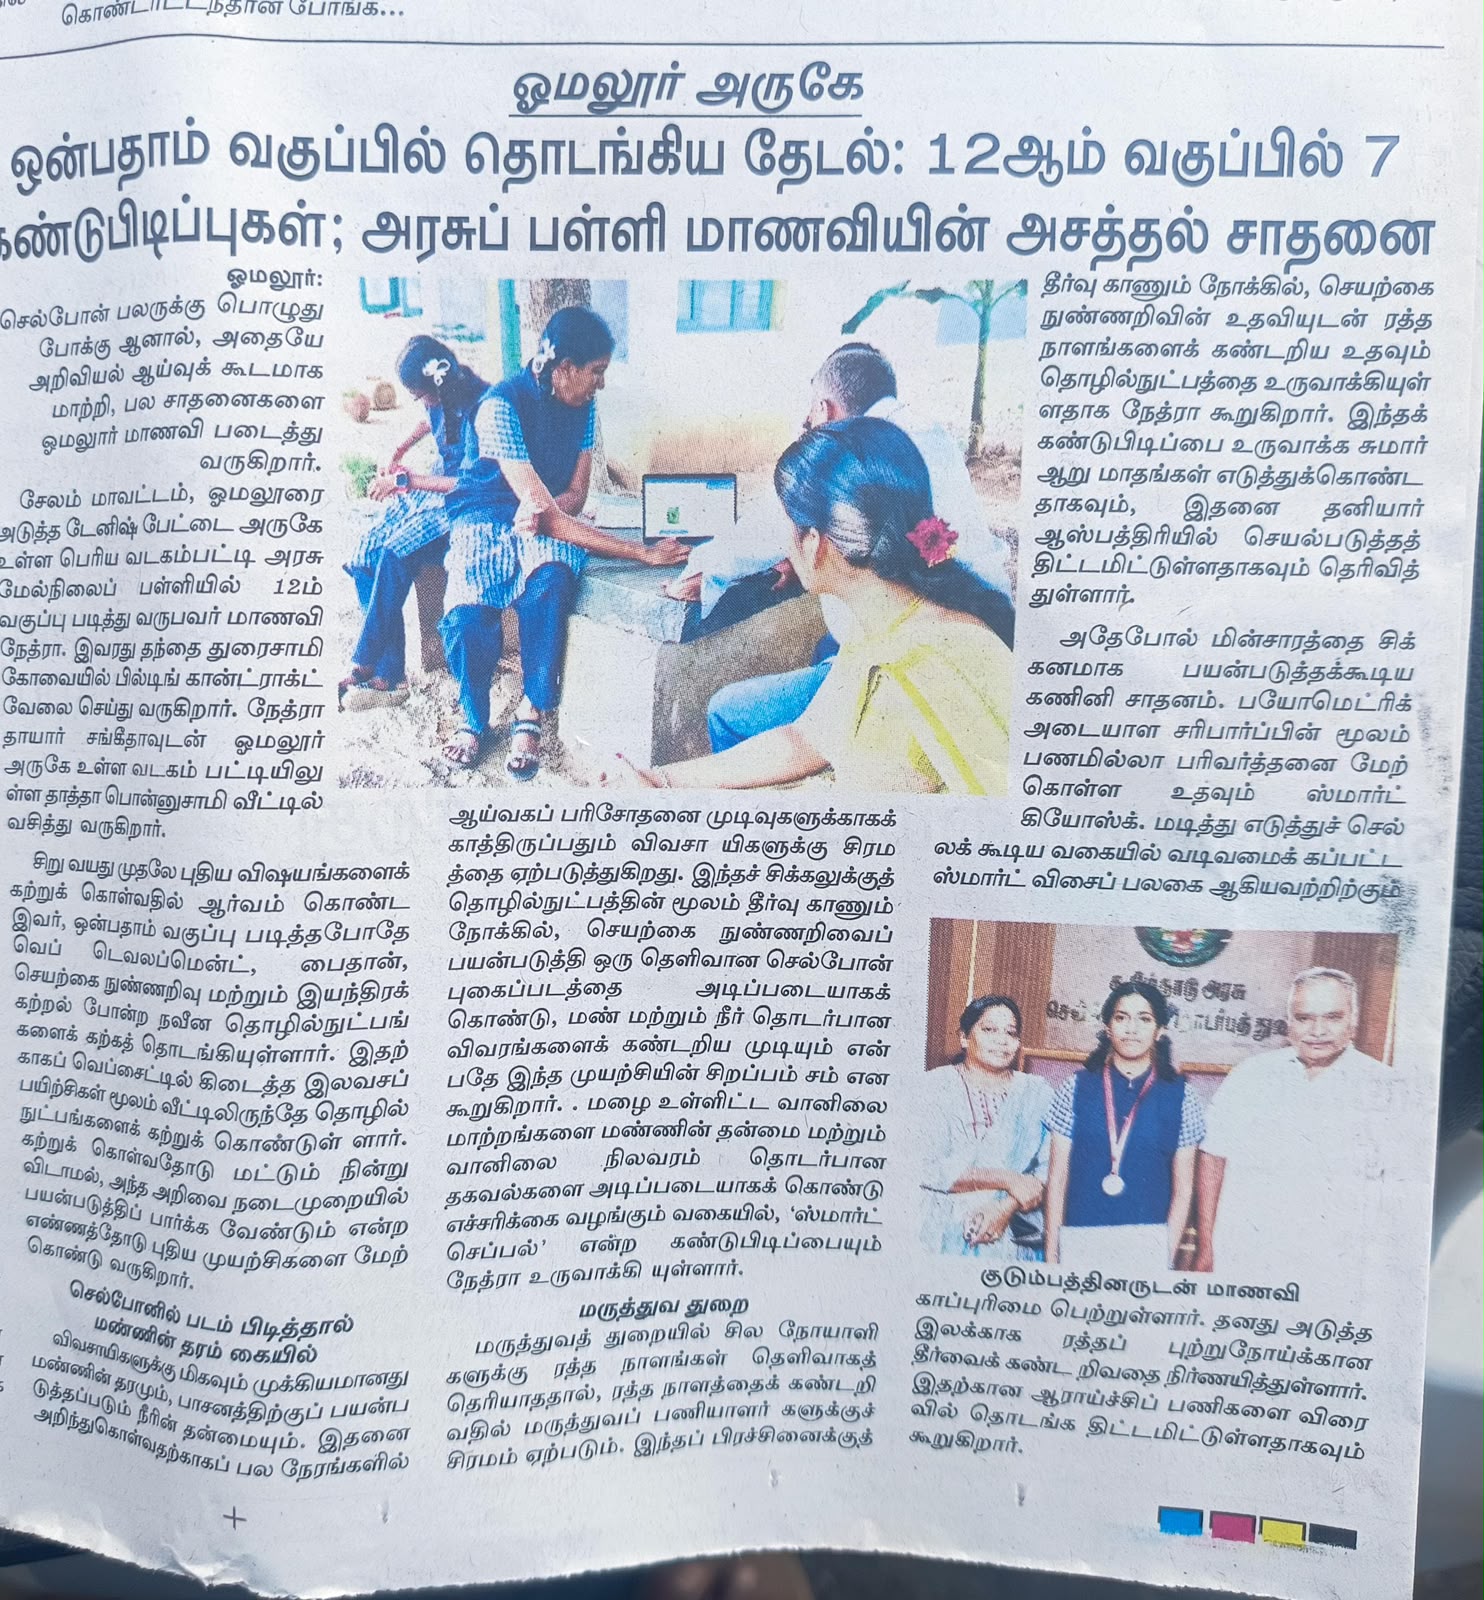 கொண்டாட்டந்தான் போங்க...
ஓமலூர் அருகே
ஒன்பதாம் வகுப்பில் தொடங்கிய தேடல்: 12ஆம் வகுப்பில் 7
கண்டுபிடிப்புகள்; அரசுப் பள்ளி மாணவியின் அசத்தல் சாதனை
ஓமலூர்:
செல்போன் பலருக்கு பொழுது
போக்கு ஆனால், அதையே
அறிவியல் ஆய்வுக் கூடமாக
மாற்றி, பல சாதனைகளை
ஓமலுார் மாணவி படைத்து
வருகிறார்.
சேலம் மாவட்டம், ஓமலூரை
அடுத்த டேனிஷ் பேட்டை அருகே
உள்ள பெரிய வடகம்பட்டி அரசு
மேல்நிலைப் பள்ளியில் 12ம்
வகுப்பு படித்து வருபவர் மாணவி
நேத்ரா. இவரது தந்தை துரைசாமி
கோவையில் பில்டிங் கான்ட்ராக்ட்
வேலை செய்து வருகிறார். நேத்ரா
தாயார் சங்கீதாவுடன் ஓமலூர்
அருகே உள்ள வடகம் பட்டியிலு
ள்ள தாத்தா பொன்னுசாமி வீட்டில்
வசித்து வருகிறார்.
சிறு வயது முதலே புதிய விஷயங்களைக்
கற்றுக் கொள்வதில் ஆர்வம் கொண்ட
இவர், ஒன்பதாம் வகுப்பு படித்தபோதே
வெப் டெவலப்மென்ட், பைதான்,
செயற்கை நுண்ணறிவு மற்றும் இயந்திரக்
கற்றல் போன்ற நவீன தொழில்நுட்பங்
களைக் கற்கத் தொடங்கியுள்ளார். இதற்
காகப் வெப்சைட்டில் கிடைத்த இலவசப்
பயிற்சிகள் மூலம் வீட்டிலிருந்தே தொழில்
நுட்பங்களைக் கற்றுக் கொண்டுள் ளார்.
கற்றுக் கொள்வதோடு மட்டும் நின்று
விடாமல், அந்த அறிவை நடைமுறையில்
பயன்படுத்திப் பார்க்க வேண்டும் என்ற
எண்ணத்தோடு புதிய முயற்சிகளை மேற்
கொண்டு வருகிறார்.
செல்போனில் படம் பிடித்தால்
மண்ணின் தரம் கையில்
விவசாயிகளுக்கு மிகவும் முக்கியமானது
மண்ணின் தரமும், பாசனத்திற்குப் பயன்ப
டுத்தப்படும் நீரின் தன்மையும். இதனை
அறிந்துகொள்வதற்காகப் பல நேரங்களில்
ஆய்வகப் பரிசோதனை முடிவுகளுக்காகக்
காத்திருப்பதும் விவசா யிகளுக்கு சிரம
த்தை ஏற்படுத்துகிறது. இந்தச் சிக்கலுக்குத்
தொழில்நுட்பத்தின் மூலம் தீர்வு காணும்
நோக்கில், செயற்கை நுண்ணறிவைப்
பயன்படுத்தி ஒரு தெளிவான செல்போன்
புகைப்படத்தை அடிப்படையாகக்
கொண்டு, மண் மற்றும் நீர் தொடர்பான
விவரங்களைக் கண்டறிய முடியும் என்
பதே இந்த முயற்சியின் சிறப்பம் சம் என
கூறுகிறார். . மழை உள்ளிட்ட வானிலை
மாற்றங்களை மண்ணின் தன்மை மற்றும்
வானிலை நிலவரம் தொடர்பான
தகவல்களை அடிப்படையாகக் கொண்டு
எச்சரிக்கை வழங்கும் வகையில், ‘ஸ்மார்ட்
செப்பல்’ என்ற கண்டுபிடிப்பையும்
நேத்ரா உருவாக்கி யுள்ளார்.
மருத்துவ துறை
மருத்துவத் துறையில் சில நோயாளி
களுக்கு ரத்த நாளங்கள் தெளிவாகத்
தெரியாததால், ரத்த நாளத்தைக் கண்டறி
வதில் மருத்துவப் பணியாளர் களுக்குச்
சிரமம் ஏற்படும். இந்தப் பிரச்சினைக்குத்
தீர்வு காணும் நோக்கில், செயற்கை
நுண்ணறிவின் உதவியுடன் ரத்த
நாளங்களைக் கண்டறிய உதவும்
தொழில்நுட்பத்தை உருவாக்கியுள்
ளதாக நேத்ரா கூறுகிறார். இந்தக்
கண்டுபிடிப்பை உருவாக்க சுமார்
ஆறு மாதங்கள் எடுத்துக்கொண்ட
தாகவும், இதனை தனியார்
ஆஸ்பத்திரியில் செயல்படுத்தத்
திட்டமிட்டுள்ளதாகவும் தெரிவித்
துள்ளார்.
அதேபோல் மின்சாரத்தை சிக்
கனமாக பயன்படுத்தக்கூடிய
கணினி சாதனம். பயோமெட்ரிக்
அடையாள சரிபார்ப்பின் மூலம்
பணமில்லா பரிவர்த்தனை மேற்
கொள்ள உதவும் ஸ்மார்ட்
கியோஸ்க். மடித்து எடுத்துச் செல்
லக் கூடிய வகையில் வடிவமைக் கப்பட்ட
ஸ்மார்ட் விசைப் பலகை ஆகியவற்றிற்கும்
தமிழ்நாடு அரசு
குடும்பத்தினருடன் மாணவி
காப்புரிமை பெற்றுள்ளார். தனது அடுத்த
இலக்காக ரத்தப் புற்றுநோய்க்கான
தீர்வைக் கண்ட றிவதை நிர்ணயித்துள்ளார்.
இதற்கான ஆராய்ச்சிப் பணிகளை விரை
வில் தொடங்க திட்டமிட்டுள்ளதாகவும்
கூறுகிறார்.